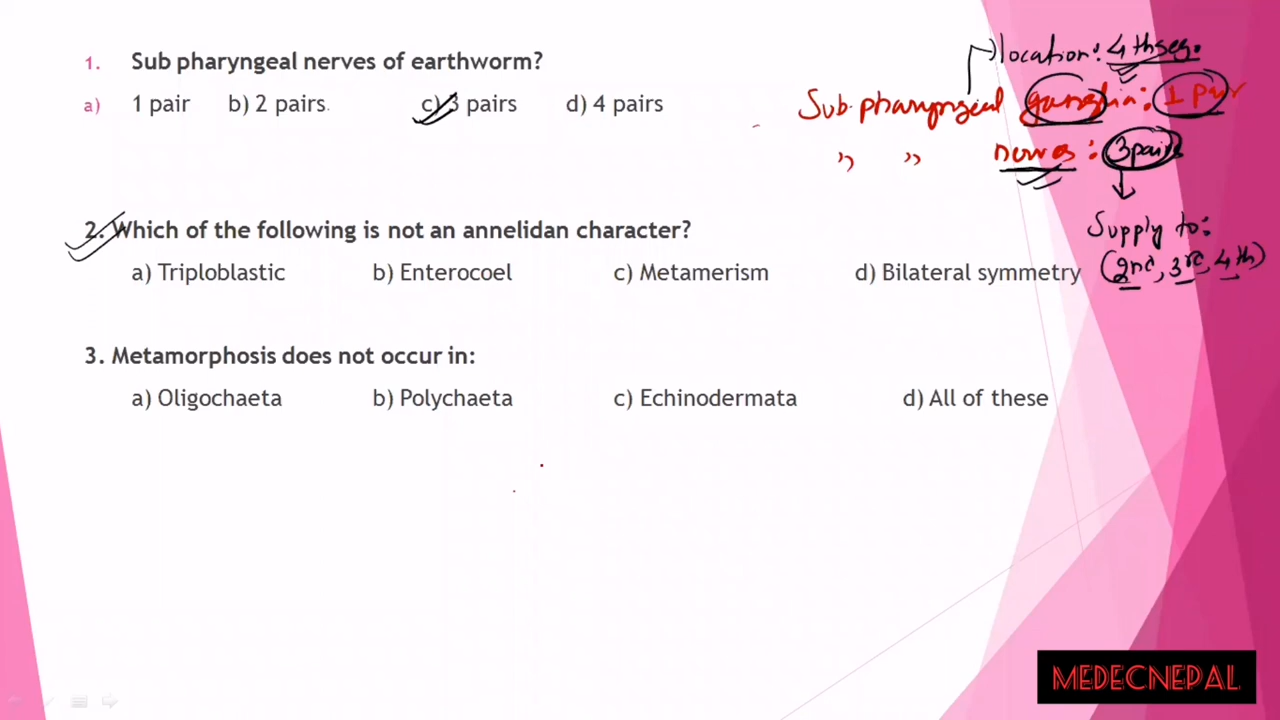 1. Sub pharyngeal nerves of earthworm?
a) 1 pair b) 2 pairs. c) 3 pairs d) 4 pairs
location: 4th seg.
Sub pharyngeal ganglia: 1 pair
" " nerves: 3 pairs
Supply to:
(2nd, 3rd, 4th)
2. Which of the following is not an annelidan character?
a) Triploblastic b) Enterocoel c) Metamerism d) Bilateral symmetry
3. Metamorphosis does not occur in:
a) Oligochaeta b) Polychaeta c) Echinodermata d) All of these
MEDECNEPAL